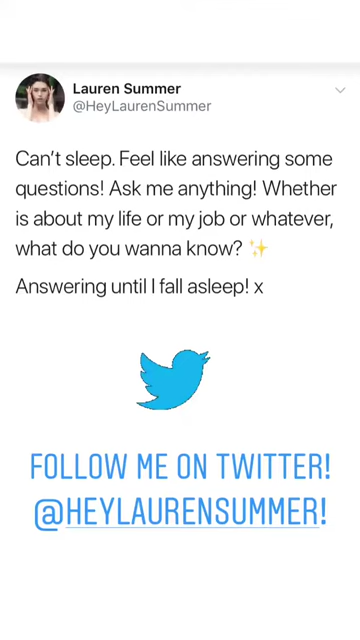 Lauren Summer
@HeyLaurenSummer
Can't sleep. Feel like answering some
questions! Ask me anything! Whether
is about my life or my job or whatever,
what do you wanna know? ✨
Answering until I fall asleep! x
FOLLOW ME ON TWITTER!
@HEYLAURENSUMMER!